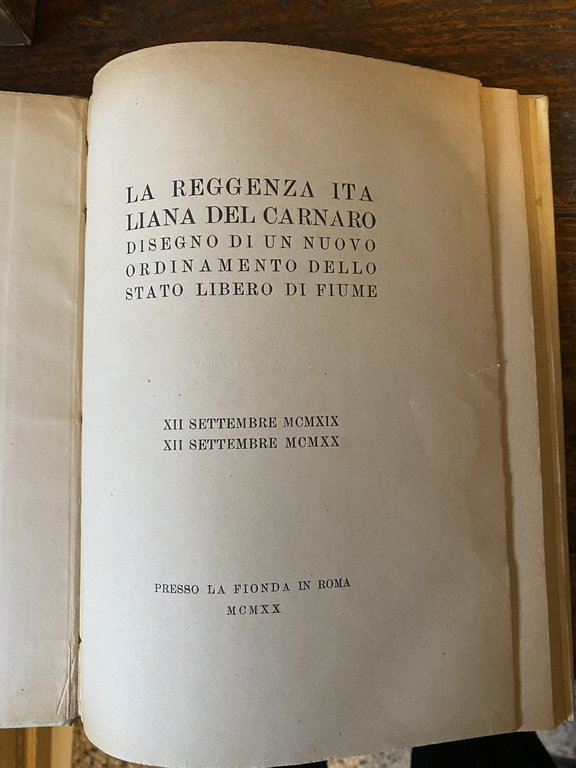 LA REGGENZA ITA
LIANA DEL CARNARO
DISEGNO DI UN NUOVO
ORDINAMENTO DELLO
STATO LIBERO DI FIUME
XII SETTEMBRE MCMXIX
XII SETTEMBRE MCMXX
PRESSO LA FIONDA IN ROMA
MCMXX